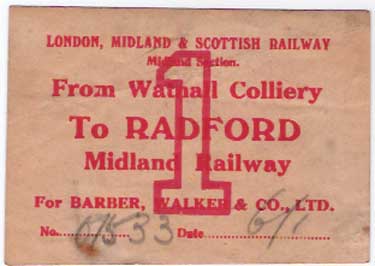 LONDON, MIDLAND & SCOTTISH RAILWAY
Midland Section.
1
From Watnall Colliery
To RADFORD
Midland Railway
For BARBER, WALKER & CO., LTD.
No. Date 6/1